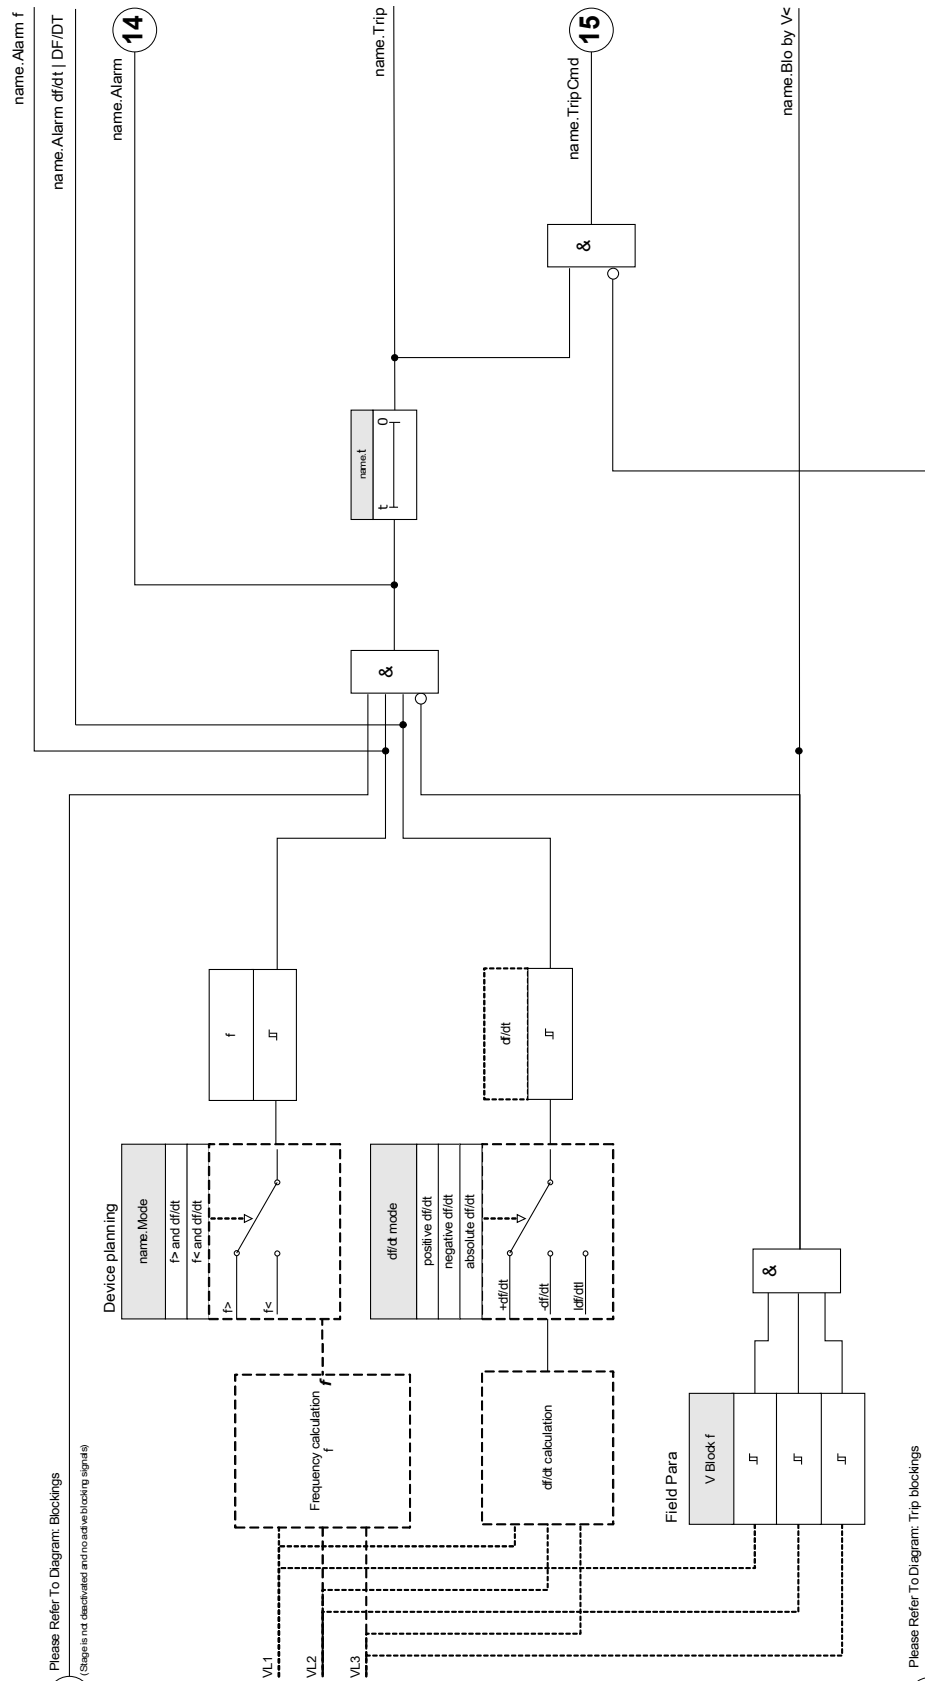 Please Refer To Diagram: Blockings
(Stage is not deactivated and no active blocking signals)
VL1
VL2
VL3
Frequency calculation
f
f
df/dt calculation
Device planning
name.Mode
f> and df/dt
f< and df/dt
f>
f<
df/dt mode
positive df/dt
negative df/dt
absolute df/dt
+df/dt
-df/dt
|df/dt|
f
df/dt
Field Para
V Block f
&
&
name.t
t
0
&
name.Alarm f
name.Alarm df/dt | DF/DT
name.Alarm
14
name.Trip
name.TripCmd
15
name.Blo by V<
Please Refer To Diagram: Trip blockings